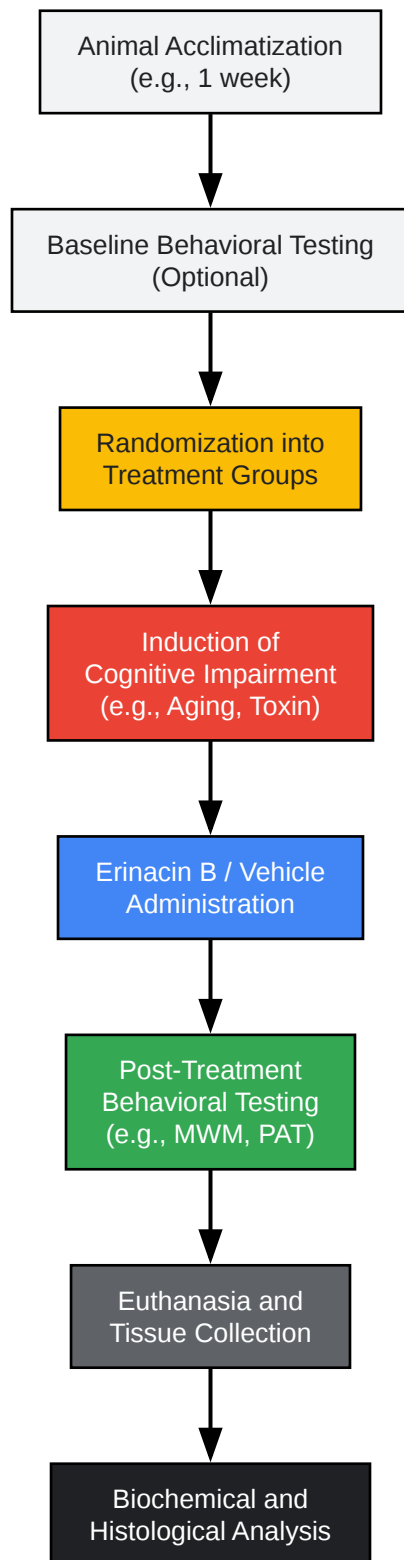 Animal Acclimatization
(e.g., 1 week)
Baseline Behavioral Testing
(Optional)
Randomization into
Treatment Groups
Induction of
Cognitive Impairment
(e.g., Aging, Toxin)
Erinacin B / Vehicle
Administration
Post-Treatment
Behavioral Testing
(e.g., MWM, PAT)
Euthanasia and
Tissue Collection
Biochemical and
Histological Analysis